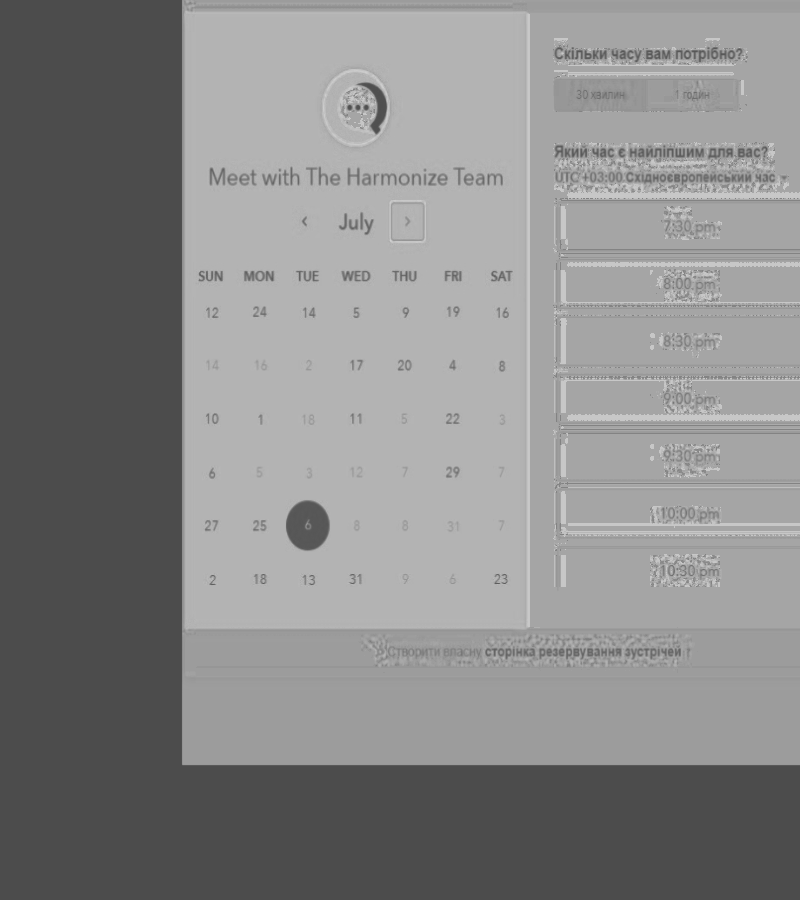 Meet with The Harmonize Team
‹ July ›
SUN MON TUE WED THU FRI SAT
12 24 14 5 9 19 16
14 16 2 17 20 4 8
10 1 18 11 5 22 3
6 5 3 12 7 29 7
27 25 6 8 8 31 7
2 18 13 31 9 6 23
Скільки часу вам потрібно?
30 хвилин 1 годин
Який час є найліпшим для вас?
UTC +03:00 Східноєвропейський час
7:30 pm
8:00 pm
8:30 pm
9:00 pm
9:30 pm
10:00 pm
10:30 pm
Створити власну сторінка резервування зустрічей